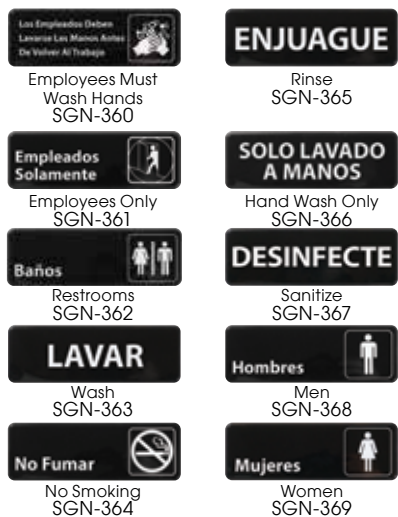 Los Empleados Deben
Lavarse Las Manos Antes
De Volver Al Trabajo
Employees Must
Wash Hands
SGN-360
ENJUAGUE
Rinse
SGN-365
Empleados
Solamente
Employees Only
SGN-361
SOLO LAVADO
A MANOS
Hand Wash Only
SGN-366
Baños
Restrooms
SGN-362
DESINFECTE
Sanitize
SGN-367
LAVAR
Wash
SGN-363
Hombres
Men
SGN-368
No Fumar
No Smoking
SGN-364
Mujeres
Women
SGN-369